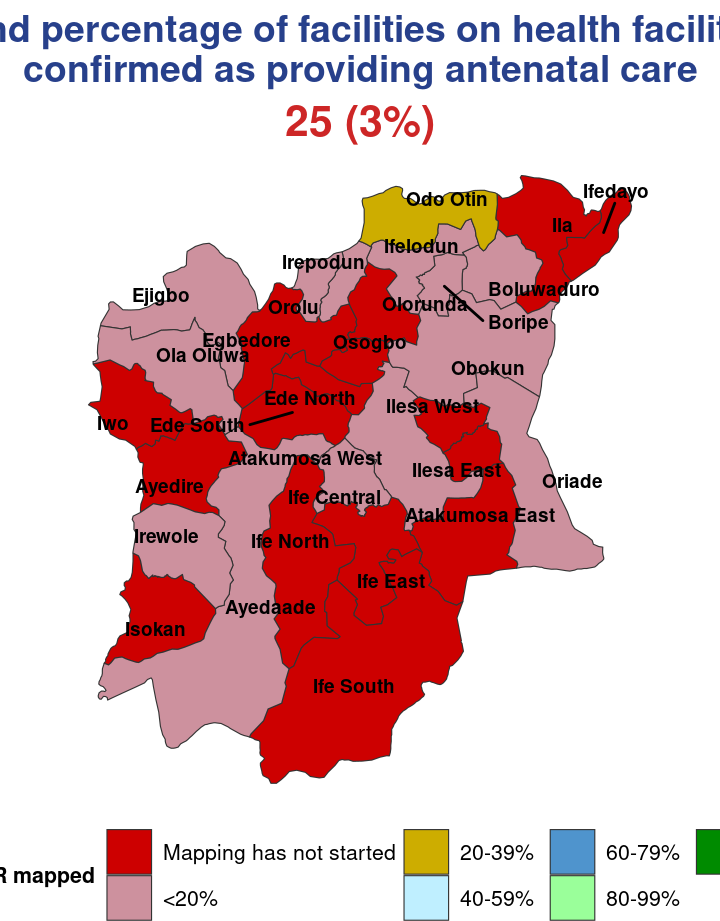 nd percentage of facilities on health facilit
confirmed as providing antenatal care
25 (3%)
Ifedayo
Odo Otin
Ila
Ifelodun
Irepodun
Boluwaduro
Ejigbo
Orolu
Olorunda
Boripe
Egbedore
Osogbo
Ola Oluwa
Obokun
Ede North
Ilesa West
Iwo
Ede South
Atakumosa West
Ilesa East
Oriade
Ayedire
Ife Central
Atakumosa East
Irewole
Ife North
Ife East
Ayedaade
Isokan
Ife South
Mapping has not started
20-39%
60-79%
R mapped
<20%
40-59%
80-99%